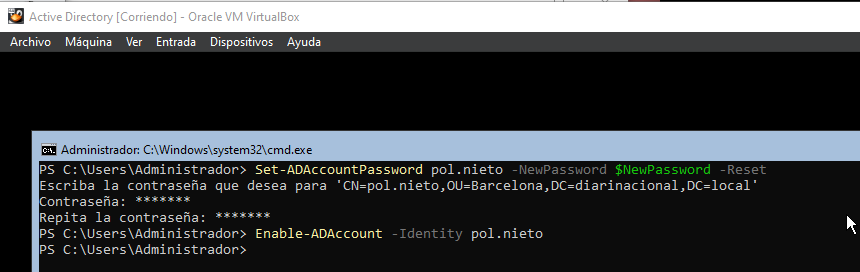 Active Directory [Corriendo] - Oracle VM VirtualBox
Archivo Máquina Ver Entrada Dispositivos Ayuda
Administrador: C:\Windows\system32\cmd.exe
PS C:\Users\Administrador> Set-ADAccountPassword pol.nieto -NewPassword $NewPassword -Reset
Escriba la contraseña que desea para 'CN=pol.nieto,OU=Barcelona,DC=diarinacional,DC=local'
Contraseña: *******
Repita la contraseña: *******
PS C:\Users\Administrador> Enable-ADAccount -Identity pol.nieto
PS C:\Users\Administrador>